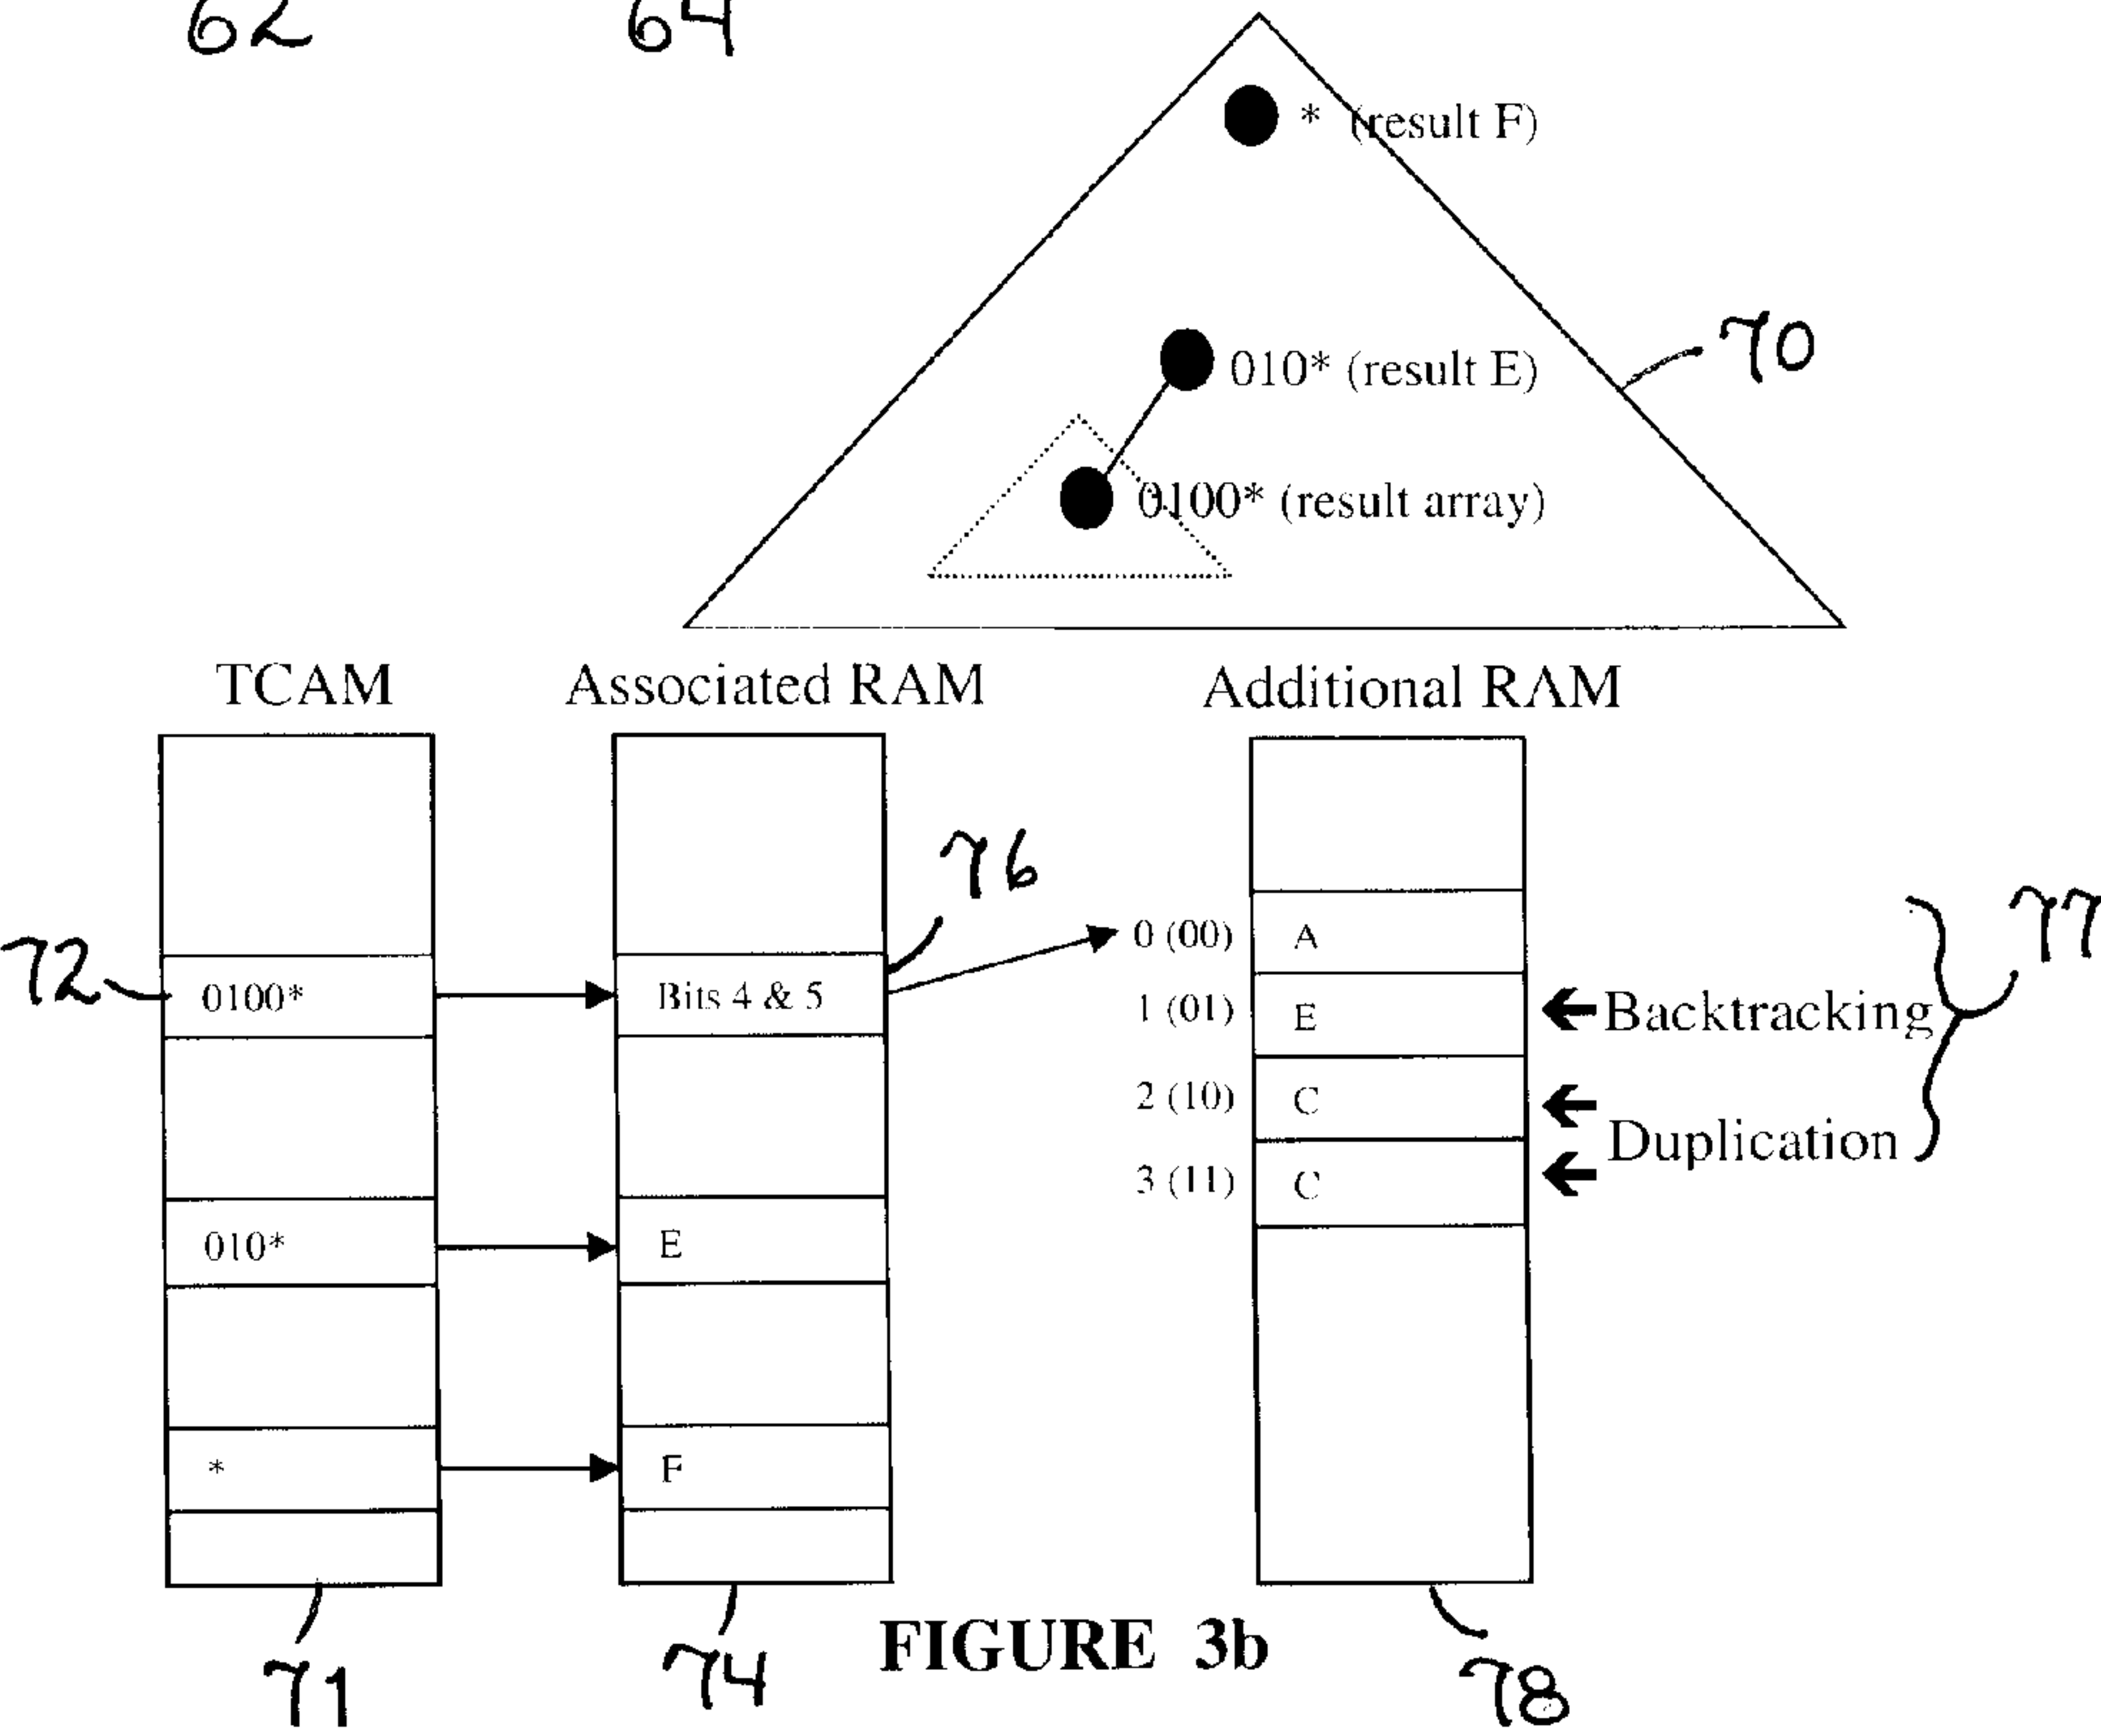 62 64
* (result F)
010* (result E)
70
0100* (result array)
TCAM Associated RAM Additional RAM
76
77
0 (00) A
72 0100* Bits 4 & 5
1 (01) E Backtracking
2 (10) C
Duplication
3 (11) C
010* E
* F
FIGURE 3b
71 74 78